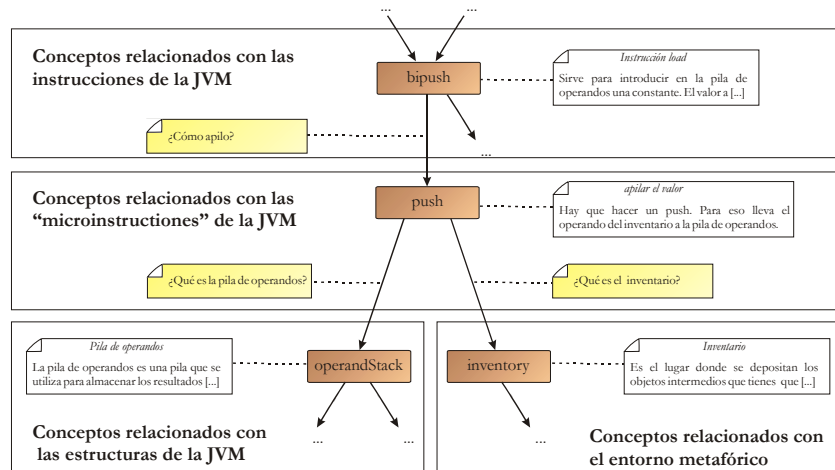 ...
...
Conceptos relacionados con las
instrucciones de la JVM
bipush
Instrucción load
Sirve para introducir en la pila de
operandos una constante. El valor a [...]
¿Cómo apilo?
...
Conceptos relacionados con las
“microinstructiones” de la JVM
push
apilar el valor
Hay que hacer un push. Para eso lleva el
operando del inventario a la pila de operandos.
¿Qué es la pila de operandos?
¿Qué es el inventario?
Pila de operandos
La pila de operandos es una pila que se
utiliza para almacenar los resultados [...]
operandStack
inventory
Inventario
Es el lugar donde se depositan los
objetos intermedios que tienes que [...]
...
...
...
Conceptos relacionados con
las estructuras de la JVM
Conceptos relacionados con
el entorno metafórico